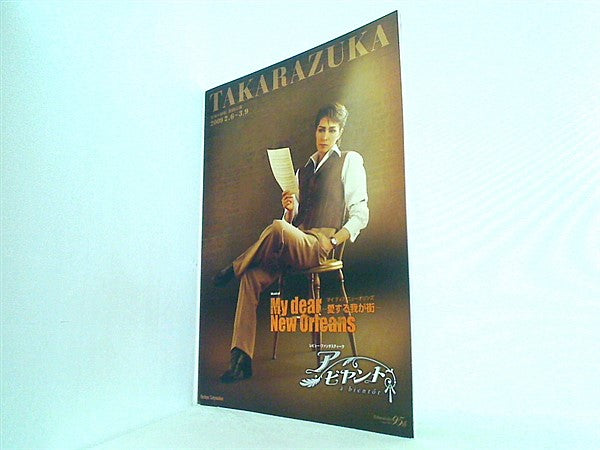 TAKARAZUKA
2009 2.6-3.9
Musical
My dear
New Orleans
マイ ディア ニューオリンズ
－愛する我が街－
レビュー・ファンタスティーク
ア ビヤント
à bientôt
95th